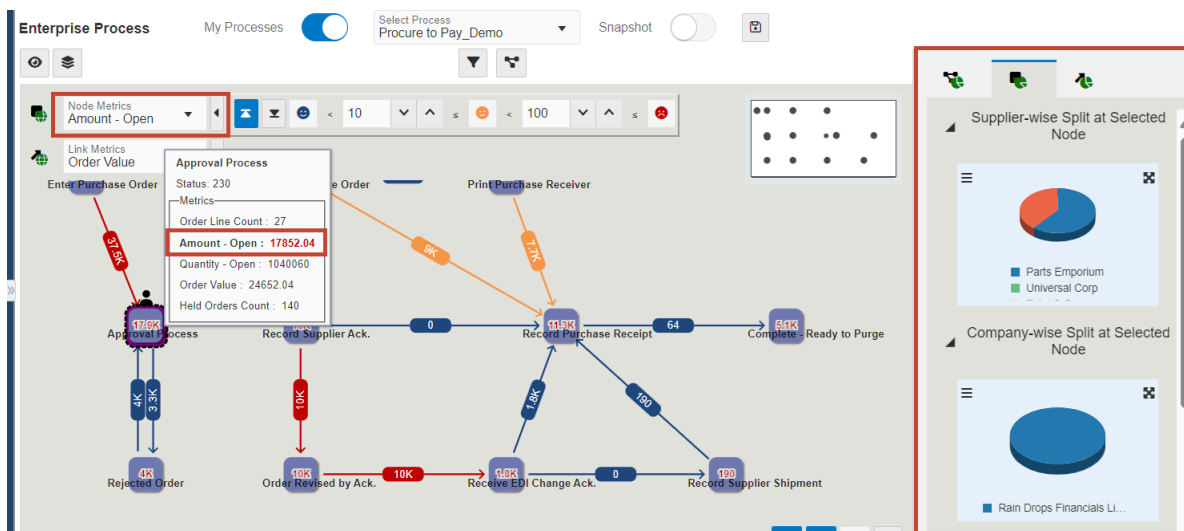 Enterprise Process
My Processes
Select Process
Procure to Pay_Demo
Snapshot
Node Metrics
Amount - Open
< 10
≤
< 100
≤
Link Metrics
Order Value
Approval Process
Status: 230
Metrics
Order Line Count : 27
Amount - Open : 17852.04
Quantity - Open : 1040060
Order Value : 24652.04
Held Orders Count : 140
Enter Purchase Order
e Order
Print Purchase Receiver
37.5K
9K
7.7K
17.9K
Approval Process
Record Supplier Ack.
0
11.3K
Record Purchase Receipt
64
5.1K
Complete - Ready to Purge
4K
3.3K
10K
1.8K
190
4K
Rejected Order
10K
Order Revised by Ack.
10K
1.8K
Receive EDI Change Ack.
0
190
Record Supplier Shipment
Supplier-wise Split at Selected
Node
Parts Emporium
Universal Corp
Company-wise Split at Selected
Node
Rain Drops Financials Li...